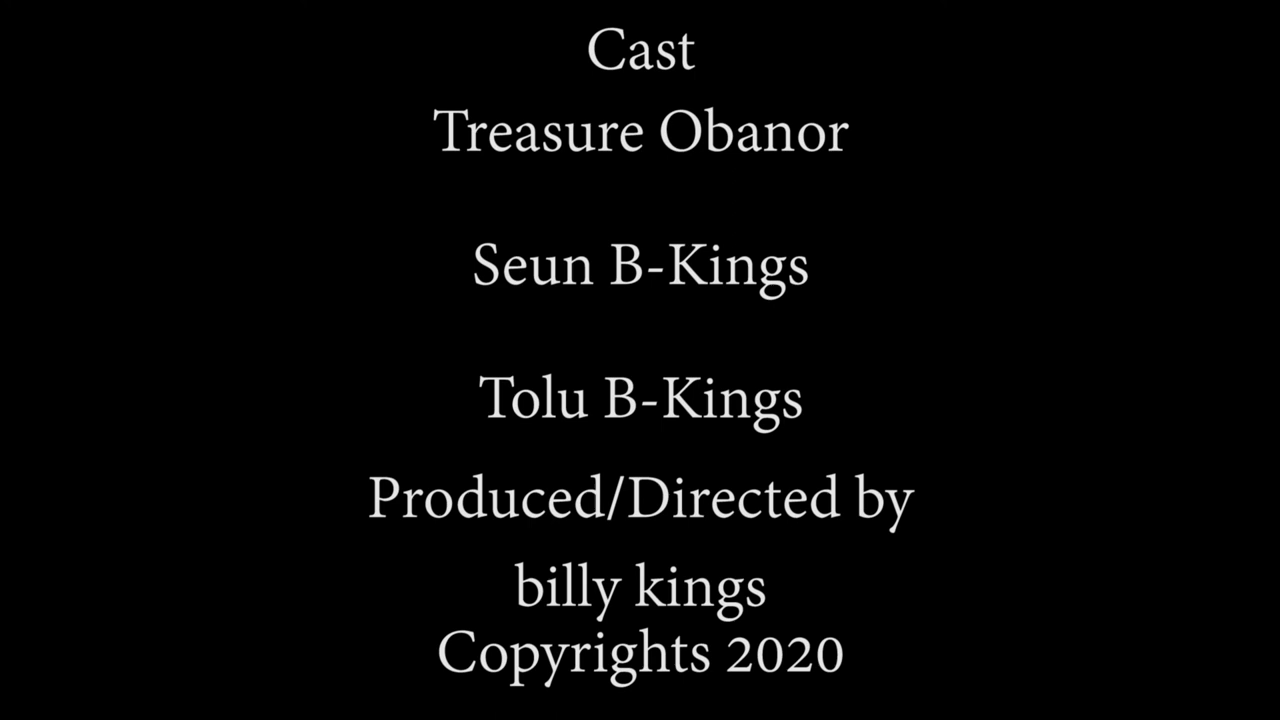 Cast
Treasure Obanor
Seun B-Kings
Tolu B-Kings
Produced/Directed by
billy kings
Copyrights 2020